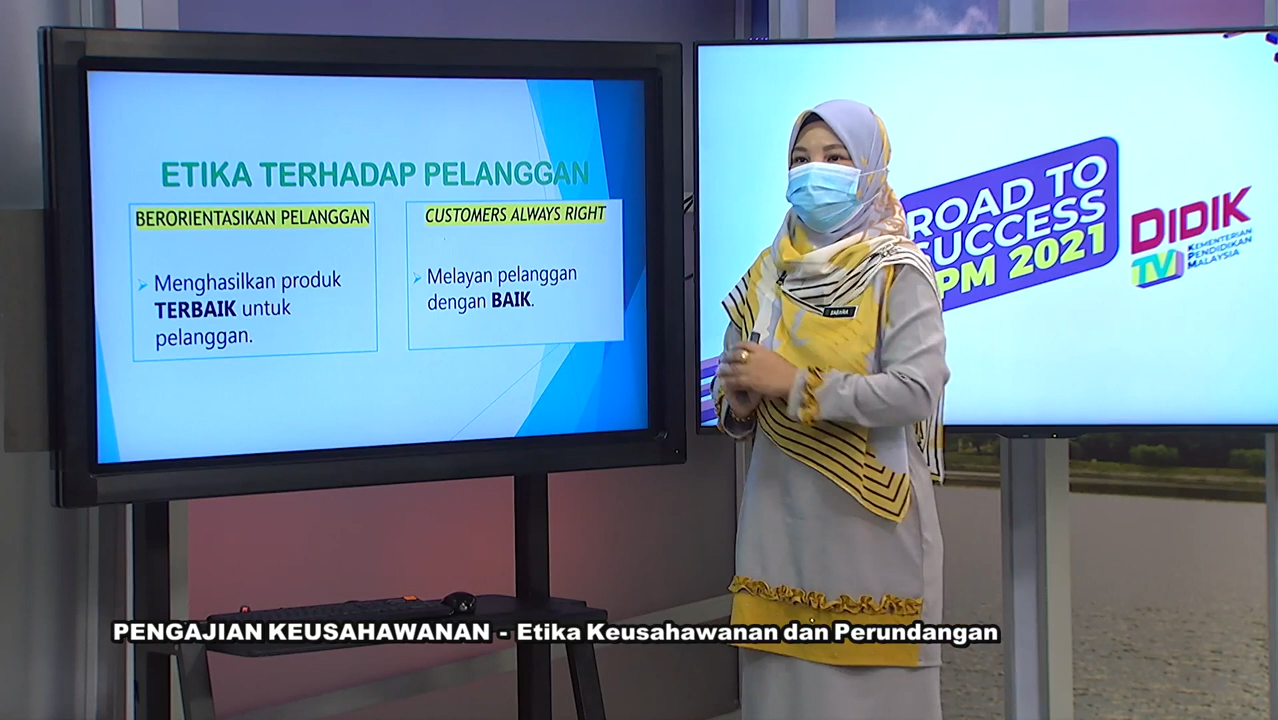 ETIKA TERHADAP PELANGGAN
BERORIENTASIKAN PELANGGAN
Menghasilkan produk
TERBAIK untuk
pelanggan.
CUSTOMERS ALWAYS RIGHT
Melayan pelanggan
dengan BAIK.
ROAD TO
SUCCESS
PM 2021
DIDIK
TV
KEMENTERIAN
PENDIDIKAN
MALAYSIA
PENGAJIAN KEUSAHAWANAN - Etika Keusahawanan dan Perundangan